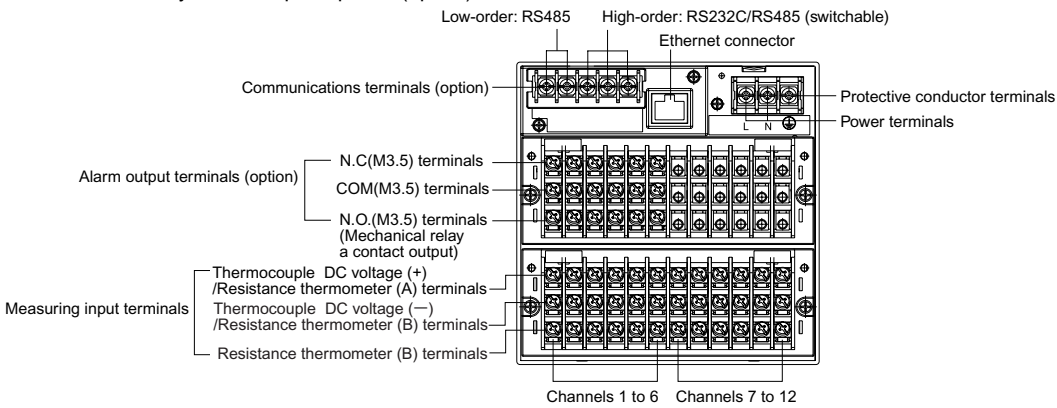 Low-order: RS485
High-order: RS232C/RS485 (switchable)
Ethernet connector
Communications terminals (option)
Protective conductor terminals
Power terminals
L N
Alarm output terminals (option)
N.C(M3.5) terminals
COM(M3.5) terminals
N.O.(M3.5) terminals
(Mechanical relay
a contact output)
Measuring input terminals
Thermocouple DC voltage (+)
/Resistance thermometer (A) terminals
Thermocouple DC voltage (—)
/Resistance thermometer (B) terminals
Resistance thermometer (B) terminals
Channels 1 to 6
Channels 7 to 12